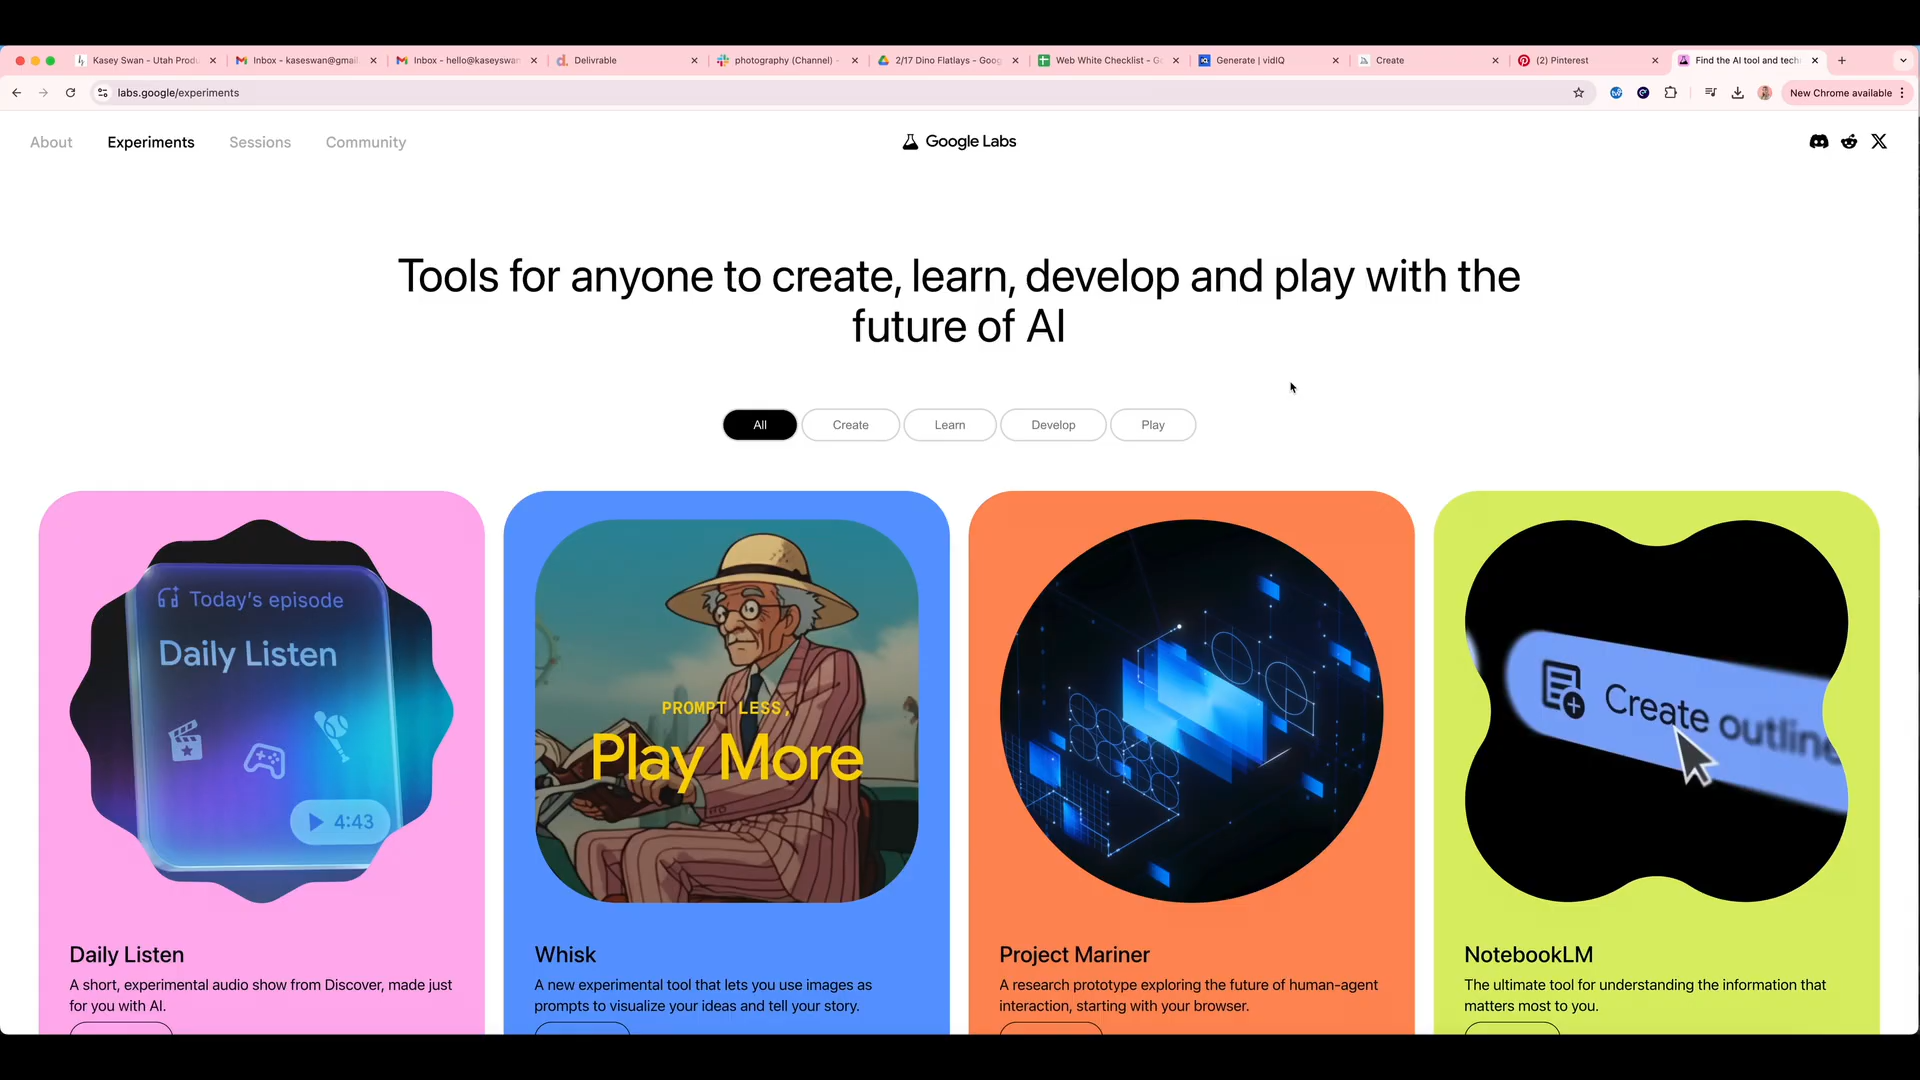 Kasey Swan - Utah Produ
Inbox - kaseswan@gmai
Inbox - hello@kaseyswan
Delivrable
photography (Channel) -
2/17 Dino Flatlays - Goog
Web White Checklist - Go
Generate | vidIQ
Create
(2) Pinterest
Find the AI tool and tech
labs.google/experiments
New Chrome available
About
Experiments
Sessions
Community
Google Labs
Tools for anyone to create, learn, develop and play with the
future of AI
All
Create
Learn
Develop
Play
Today's episode
Daily Listen
4:43
PROMPT LESS,
Play More
Create outline
Daily Listen
A short, experimental audio show from Discover, made just
for you with AI.
Whisk
A new experimental tool that lets you use images as
prompts to visualize your ideas and tell your story.
Project Mariner
A research prototype exploring the future of human-agent
interaction, starting with your browser.
NotebookLM
The ultimate tool for understanding the information that
matters most to you.